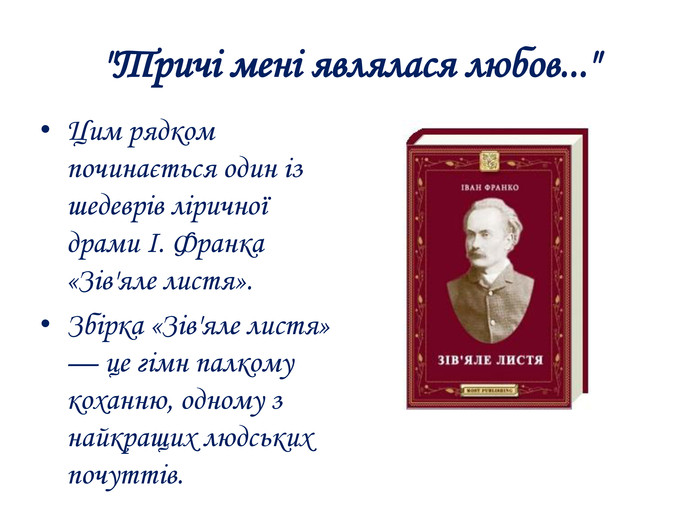 "Тричі мені являлася любов..."
• Цим рядком
починається один із
шедеврів ліричної
драми І. Франка
«Зів'яле листя».
• Збірка «Зів'яле листя»
— це гімн палкому
коханню, одному з
найкращих людських
почуттів.
ІВАН ФРАНКО
ЗІВ'ЯЛЕ ЛИСТЯ